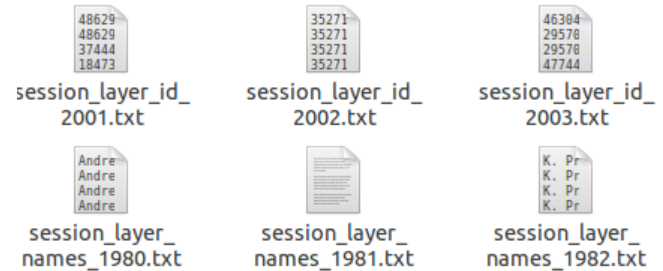 48629
48629
37444
18473
35271
35271
35271
35271
46304
29570
29570
47744
session_layer_id_
2001.txt
session_layer_id_
2002.txt
session_layer_id_
2003.txt
Andre
Andre
Andre
Andre
K. Pr
K. Pr
K. Pr
K. Pr
session_layer_
names_1980.txt
session_layer_
names_1981.txt
session_layer_
names_1982.txt